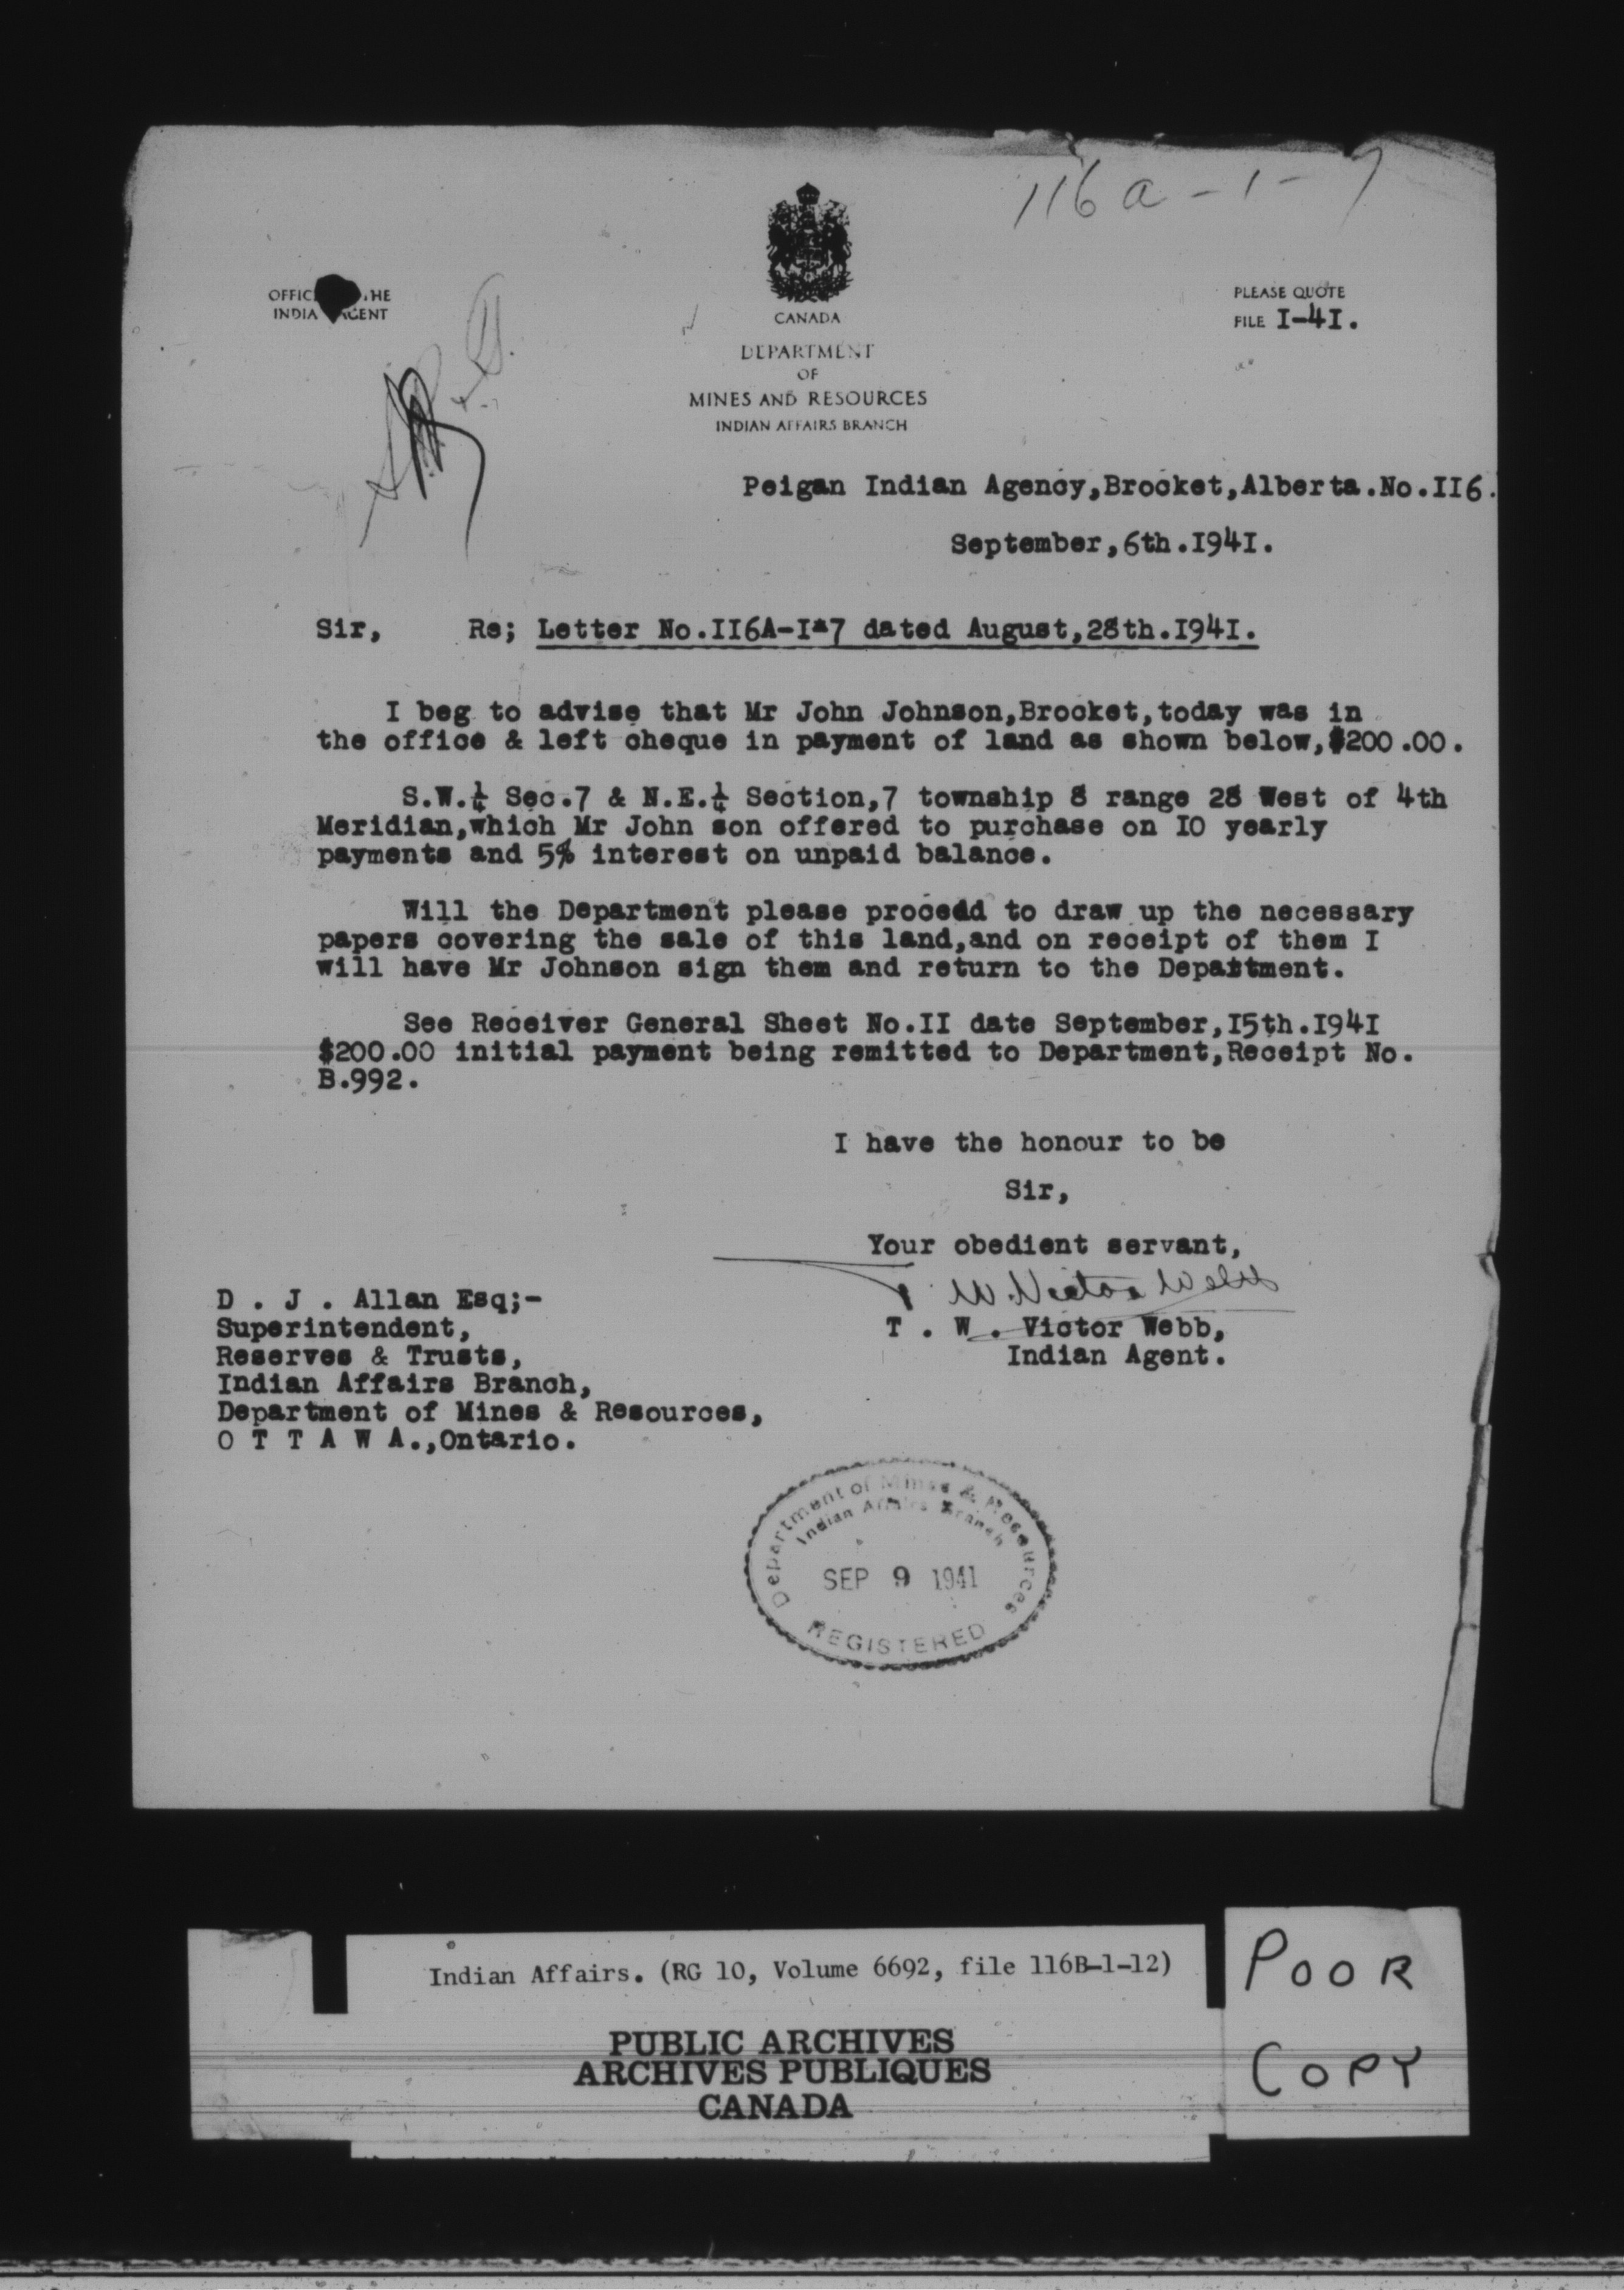 116a-1-7
OFFIC THE
INDIA AGENT
CANADA
DEPARTMENT
OF
MINES AND RESOURCES
INDIAN AFFAIRS BRANCH
PLEASE QUOTE
FILE I-4I.
Peigan Indian Agency,Brocket,Alberta.No.II6.
September,6th.I94I.
Sir, Re; Letter No.II6A-I-7 dated August,28th.I94I.
I beg to advise that Mr John Johnson,Brocket,today was in
the office & left cheque in payment of land as shown below,$200.00.
S.W.¼ Sec.7 & N.E.¼ Section,7 township 8 range 28 West of 4th
Meridian,which Mr John son offered to purchase on I0 yearly
payments and 5% interest on unpaid balance.
Will the Department please procedd to draw up the necessary
papers covering the sale of this land,and on receipt of them I
will have Mr Johnson sign them and return to the Depattment.
See Receiver General Sheet No.II date September,I5th.I94I
$200.00 initial payment being remitted to Department,Receipt No.
B.992.
I have the honour to be
Sir,
Your obedient servant,
T. W. Victor Webb
T . W . Victor Webb,
Indian Agent.
D . J . Allan Esq;-
Superintendent,
Reserves & Trusts,
Indian Affairs Branch,
Department of Mines & Resources,
O T T A W A.,Ontario.
Department of Mines & Resources
Indian Affairs Branch
SEP 9 1941
REGISTERED
Indian Affairs. (RG 10, Volume 6692, file 116B-1-12)
PUBLIC ARCHIVES
ARCHIVES PUBLIQUES
CANADA
POOR
COPY